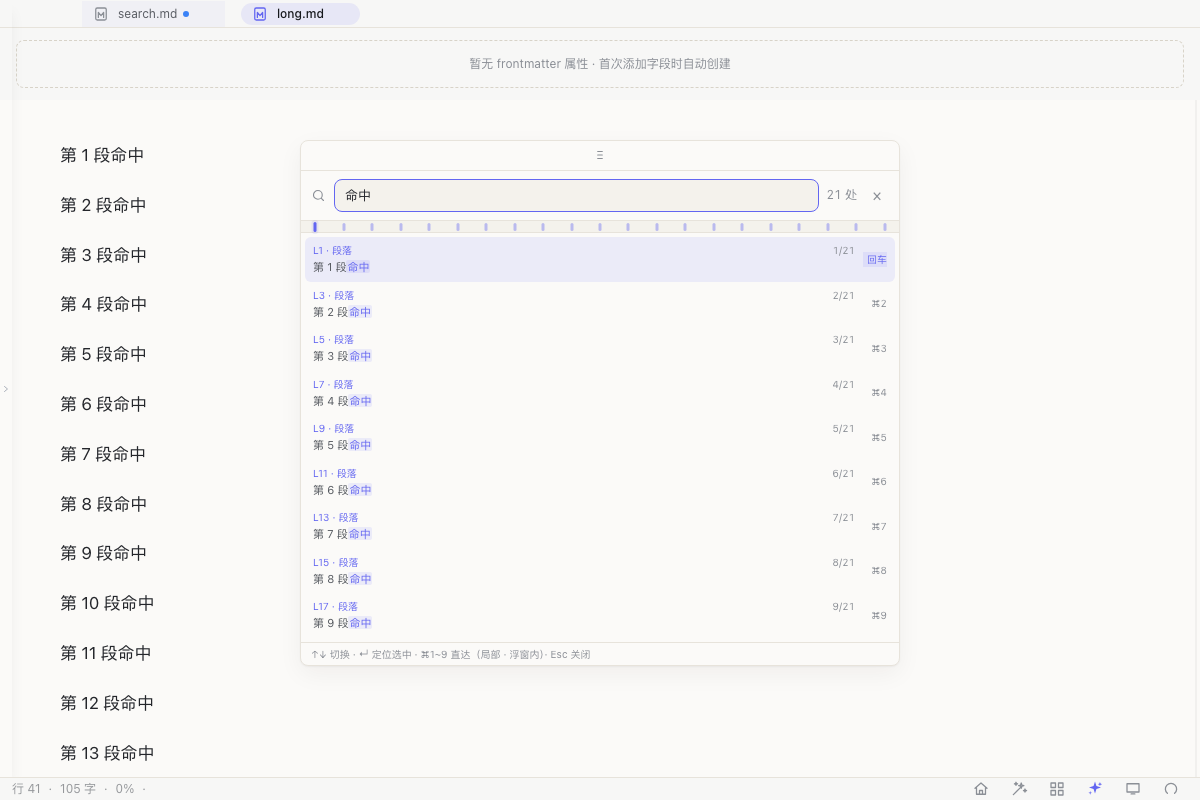 search.md
long.md
暂无 frontmatter 属性 · 首次添加字段时自动创建
第 1 段命中
第 2 段命中
第 3 段命中
第 4 段命中
第 5 段命中
第 6 段命中
第 7 段命中
第 8 段命中
第 9 段命中
第 10 段命中
第 11 段命中
第 12 段命中
第 13 段命中
命中
21 处
L1 · 段落 1/21
第 1 段命中 回车
L3 · 段落 2/21
第 2 段命中 ⌘2
L5 · 段落 3/21
第 3 段命中 ⌘3
L7 · 段落 4/21
第 4 段命中 ⌘4
L9 · 段落 5/21
第 5 段命中 ⌘5
L11 · 段落 6/21
第 6 段命中 ⌘6
L13 · 段落 7/21
第 7 段命中 ⌘7
L15 · 段落 8/21
第 8 段命中 ⌘8
L17 · 段落 9/21
第 9 段命中 ⌘9
↑↓ 切换 · ↵ 定位选中 · ⌘1~9 直达（局部 · 浮窗内）· Esc 关闭
行 41 · 105 字 · 0% ·